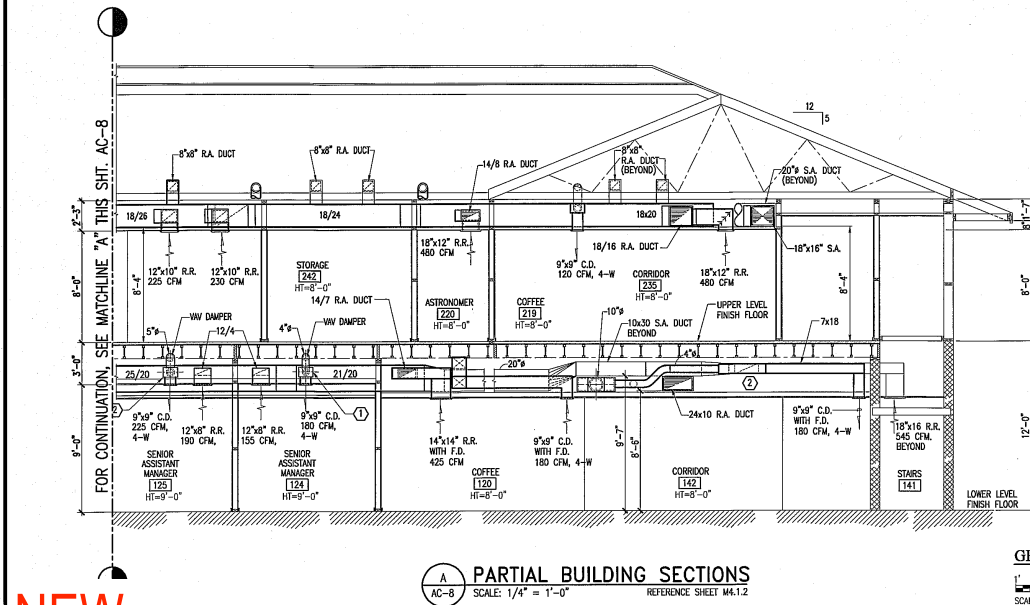 FOR CONTINUATION, SEE MATCHLINE "A" THIS SHT. AC-8
8"x8" R.A. DUCT
8"x8" R.A. DUCT
14/8 R.A. DUCT
8"x8"
R.A. DUCT
(BEYOND)
20"ø S.A. DUCT
(BEYOND)
12
5
2'-3"
18/26
18/24
18x20
18/16 R.A. DUCT
18"x16" S.A.
8'-0"
8'-4"
12"x10" R.R.
225 CFM
12"x10" R.R.
230 CFM
STORAGE
242
HT=8'-0"
18"x12" R.R.
480 CFM
9"x9" C.D.
120 CFM, 4-W
CORRIDOR
235
HT=8'-0"
18"x12" R.R.
480 CFM
8'-4"
8'-0"
14/7 R.A. DUCT
ASTRONOMER
220
HT=8'-0"
COFFEE
219
HT=8'-0"
UPPER LEVEL
FINISH FLOOR
VAV DAMPER
5"ø
12/4
4"ø
VAV DAMPER
10"ø
10x30 S.A. DUCT
BEYOND
7x18
3'-0"
25/20
21/20
20"ø
4"ø
2
2
1
24x10 R.A. DUCT
9"x9" C.D.
225 CFM,
4-W
12"x8" R.R.
190 CFM,
12"x8" R.R.
155 CFM,
9"x9" C.D.
180 CFM,
4-W
14"x14" R.R.
WITH F.D.
425 CFM
9"x9" C.D.
WITH F.D.
180 CFM, 4-W
9'-7"
8'-6"
9"x9" C.D.
WITH F.D.
180 CFM, 4-W
18"x16 R.R.
545 CFM.
BEYOND
9'-0"
12'-0"
SENIOR
ASSISTANT
MANAGER
125
HT=9'-0"
SENIOR
ASSISTANT
MANAGER
124
HT=9'-0"
COFFEE
120
HT=8'-0"
CORRIDOR
142
HT=8'-0"
STAIRS
141
LOWER LEVEL
FINISH FLOOR
A
AC-8
PARTIAL BUILDING SECTIONS
SCALE: 1/4" = 1'-0"
REFERENCE SHEET M4.1.2
NEW
1'